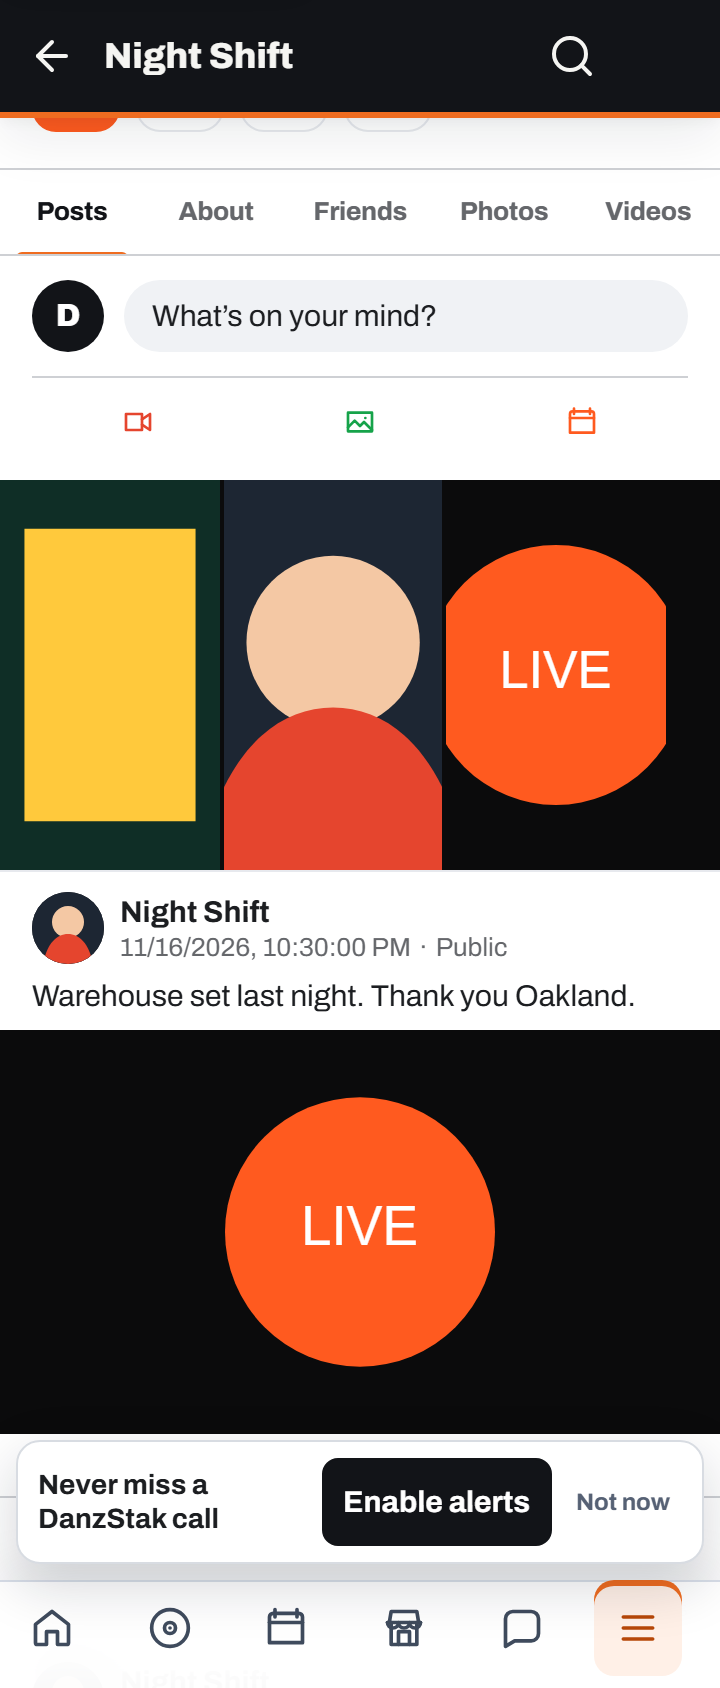 Night Shift
Posts About Friends Photos Videos
D
What’s on your mind?
LIVE
Night Shift
11/16/2026, 10:30:00 PM · Public
Warehouse set last night. Thank you Oakland.
LIVE
Never miss a
DanzStak call
Enable alerts
Not now
Night Shift